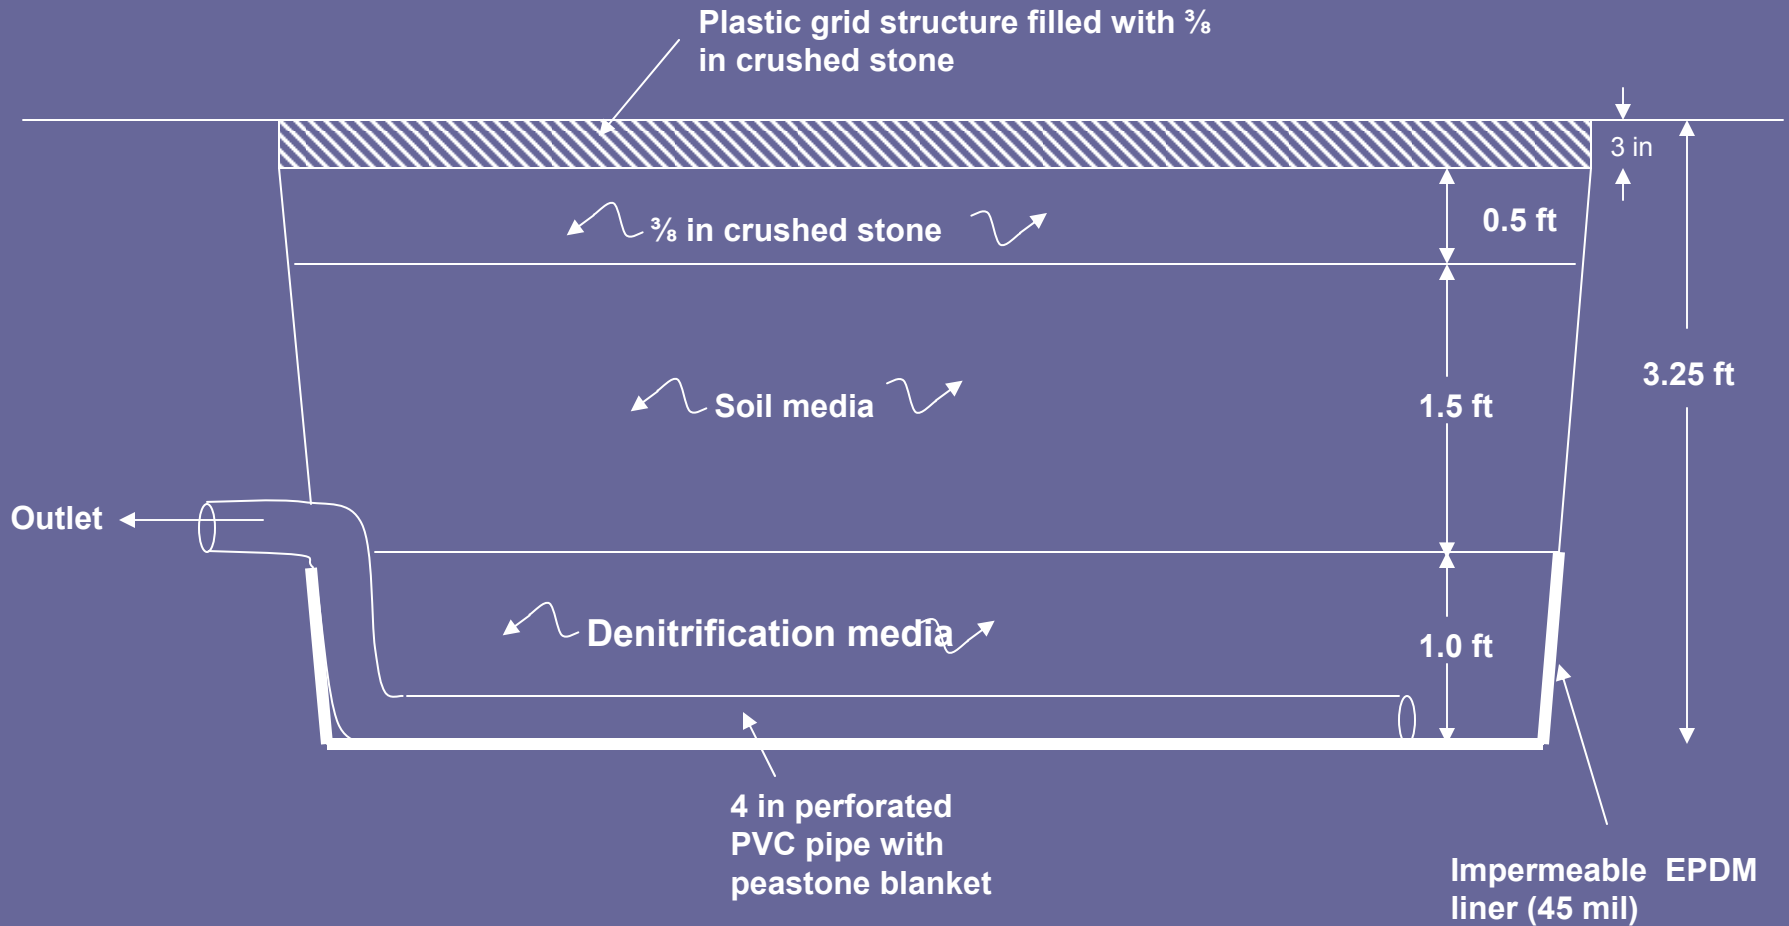 Plastic grid structure filled with ⅜
in crushed stone
3 in
⅜ in crushed stone
0.5 ft
3.25 ft
Soil media
1.5 ft
Outlet
Denitrification media
1.0 ft
4 in perforated
PVC pipe with
peastone blanket
Impermeable EPDM
liner (45 mil)